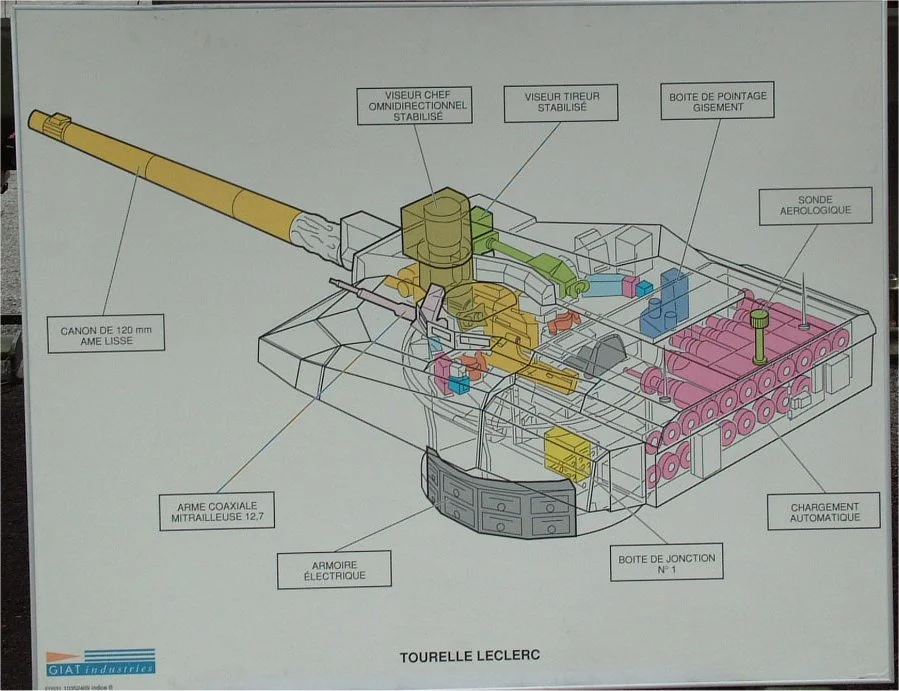 VISEUR CHEF
OMNIDIRECTIONNEL
STABILISÉ
VISEUR TIREUR
STABILISÉ
BOITE DE POINTAGE
GISEMENT
SONDE
AEROLOGIQUE
CANON DE 120 mm
AME LISSE
ARME COAXIALE
MITRAILLEUSE 12,7
CHARGEMENT
AUTOMATIQUE
ARMOIRE
ÉLECTRIQUE
BOITE DE JONCTION
N° 1
TOURELLE LECLERC
GIAT industries